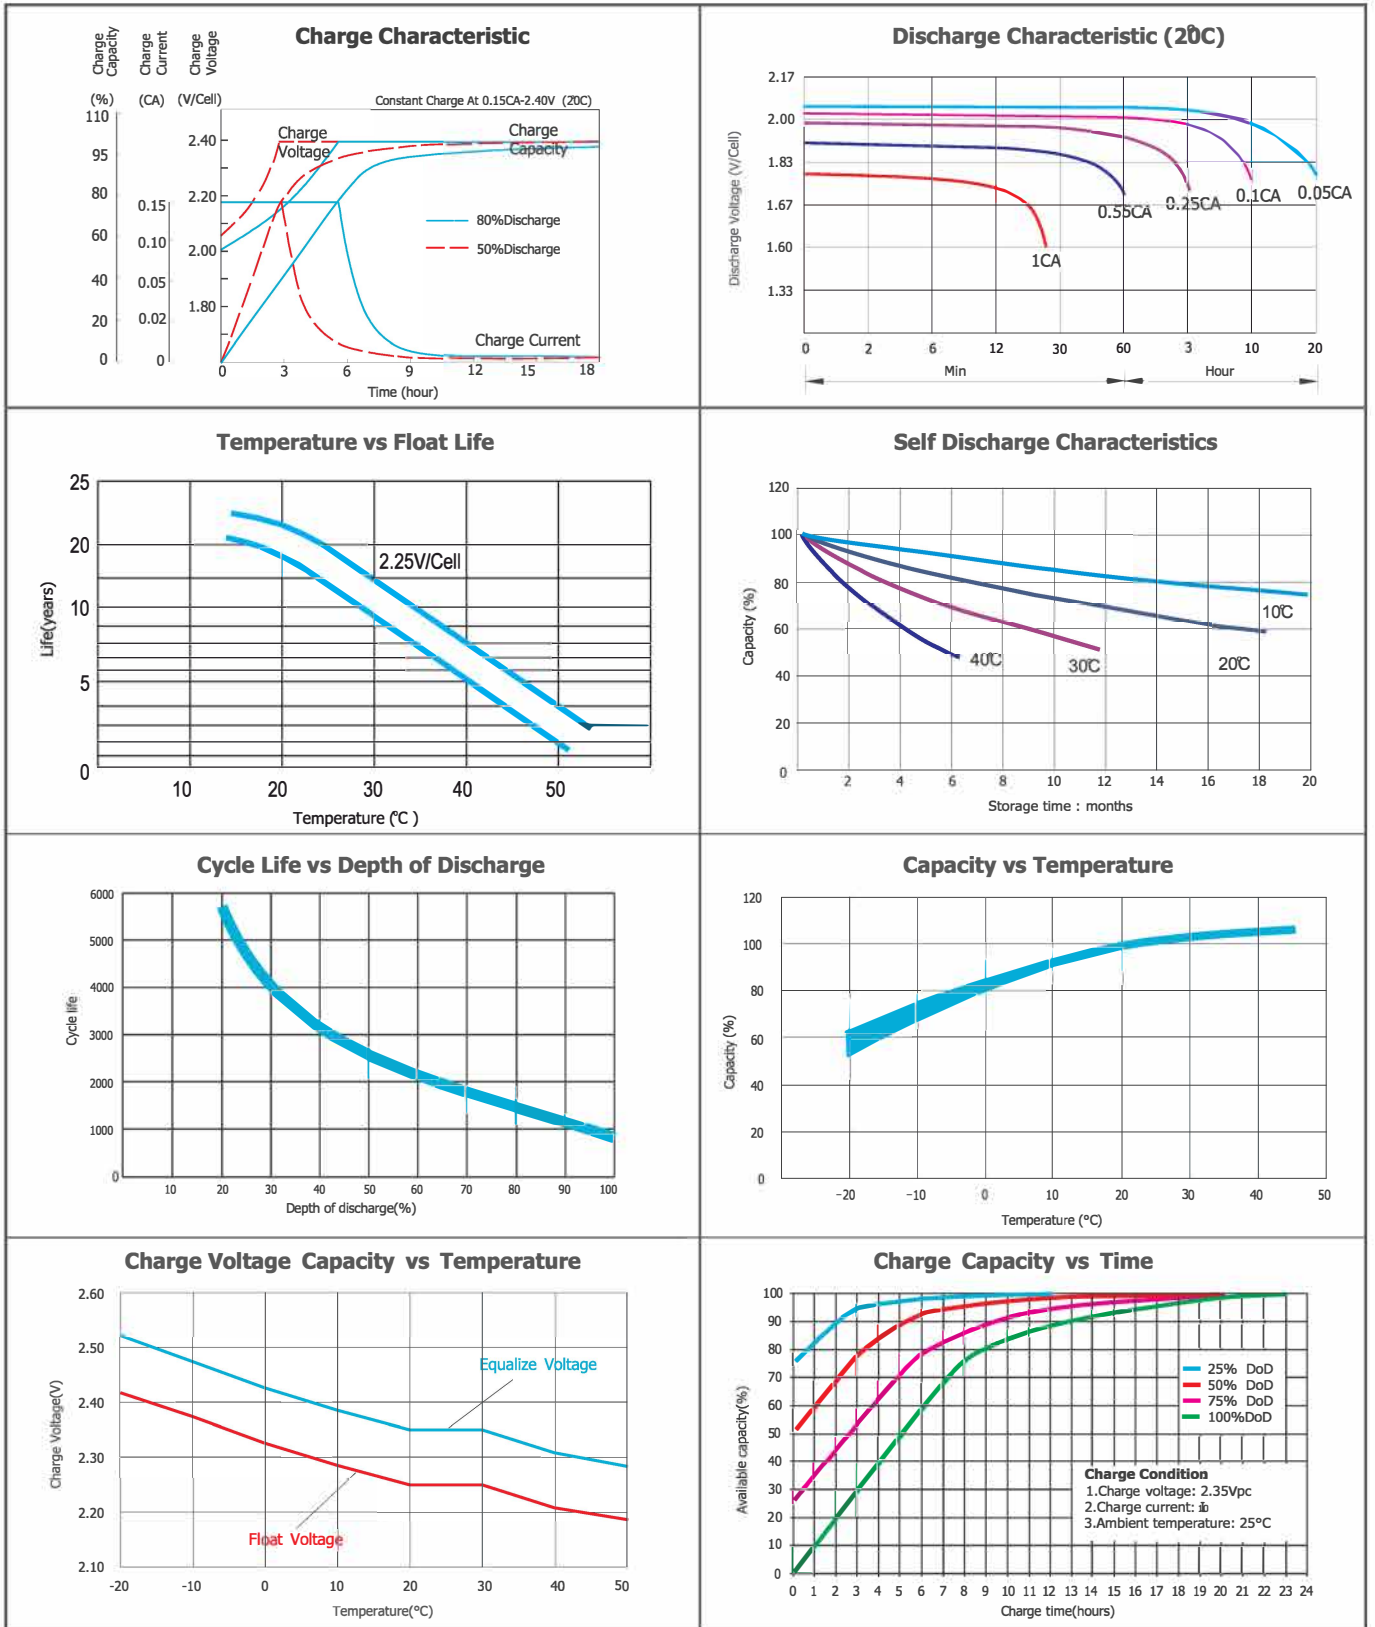 Charge Characteristic
Charge Capacity
Charge Current
Charge Voltage
(%) (CA) (V/Cell)
Constant Charge At 0.15CA-2.40V (20C)
110
95
80
60
40
20
0
0.15
0.10
0.05
0.02
0
2.40
2.20
2.00
1.80
Charge Voltage
Charge Capacity
80%Discharge
50%Discharge
Charge Current
0 3 6 9 12 15 18
Time (hour)
Discharge Characteristic (20℃)
Discharge Voltage (V/Cell)
2.17
2.00
1.83
1.67
1.60
1.33
1CA
0.55CA
0.25CA
0.1CA
0.05CA
0 2 6 12 30 60 3 10 20
Min Hour
Temperature vs Float Life
Life(years)
25
20
10
5
0
2.25V/Cell
10 20 30 40 50
Temperature (℃ )
Self Discharge Characteristics
Capacity (%)
120
100
80
60
40
20
0
10℃
20℃
30℃
40℃
2 4 6 8 10 12 14 16 18 20
Storage time : months
Cycle Life vs Depth of Discharge
Cycle life
6000
5000
4000
3000
2000
1000
0
10 20 30 40 50 60 70 80 90 100
Depth of discharge(%)
Capacity vs Temperature
Capacity (%)
120
100
80
60
40
20
0
-20 -10 0 10 20 30 40 50
Temperature (°C)
Charge Voltage Capacity vs Temperature
Charge Voltage(V)
2.60
2.50
2.40
2.30
2.20
2.10
Equalize Voltage
Float Voltage
-20 -10 0 10 20 30 40 50
Temperature(°C)
Charge Capacity vs Time
Available capacity(%)
100
90
80
70
60
50
40
30
20
10
0
25% DoD
50% DoD
75% DoD
100%DoD
Charge Condition
1.Charge voltage: 2.35Vpc
2.Charge current:
3.Ambient temperature: 25°C
0 1 2 3 4 5 6 7 8 9 10 11 12 13 14 15 16 17 18 19 20 21 22 23 24
Charge time(hours)